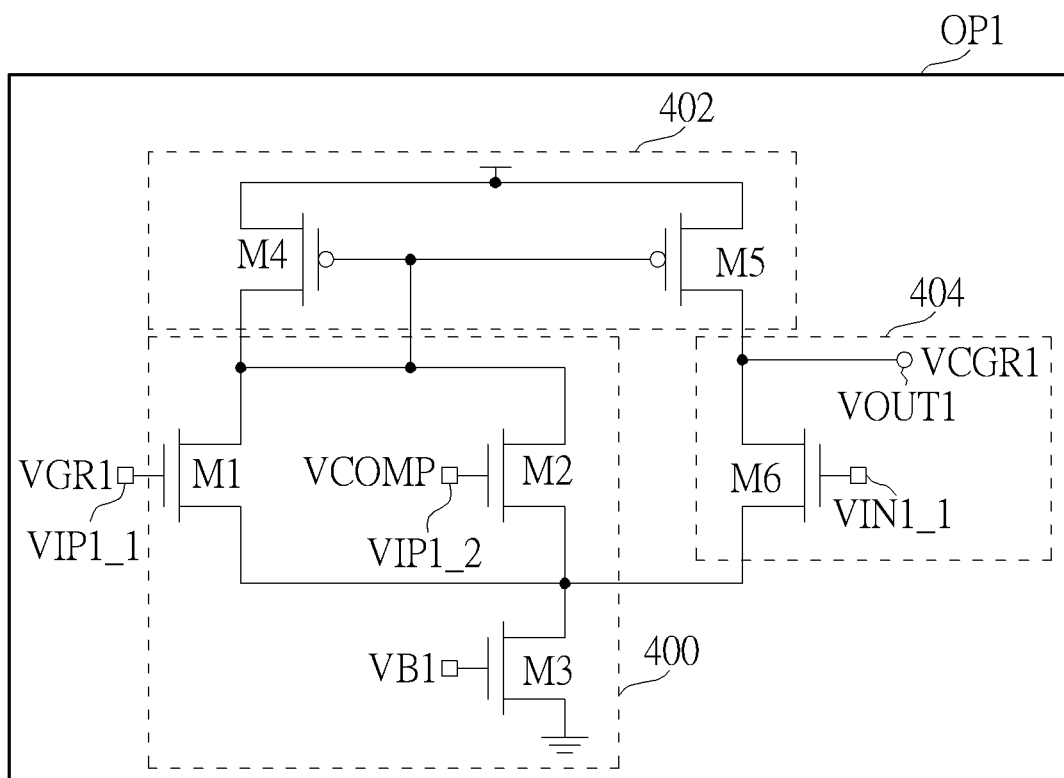 OP1
402
M4
M5
404
VCGR1
VOUT1
VGR1
M1
VCOMP
M2
M6
VIP1_1
VIP1_2
VIN1_1
VB1
M3
400